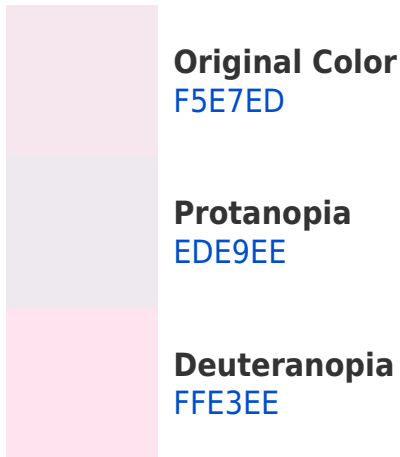 Original Color
F5E7ED
Protanopia
EDE9EE
Deuteranopia
FFE3EE